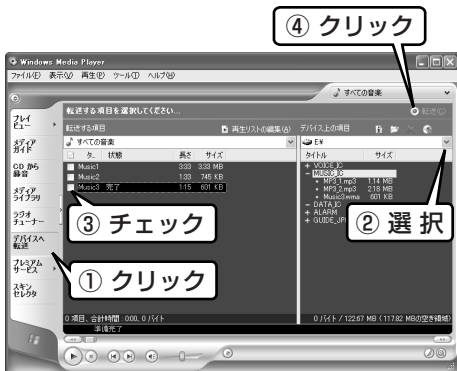 ④ クリック
Windows Media Player
ファイル(F) 表示(V) 再生(P) ツール(T) ヘルプ(H)
すべての音楽
転送する項目を選択してください...
転送(C)
転送する項目
再生リストの編集(A)
デバイス上の項目
すべての音楽
E:¥
タ.. 状態 長さ サイズ
タイトル サイズ
Music1 3:33 3.33 MB
Music2 1:33 745 KB
Music3 完了 1:15 601 KB
+ VOICE_IC
- MUSIC_IC
• MP3_1.mp3 1.14 MB
• MP3_2.mp3 2.18 MB
• Music3.wma 601 KB
- DATA_IC
+ ALARM
+ GUIDE_JP
プレイビュー
メディアガイド
CD から録音
メディアライブラリ
ラジオチューナー
デバイスへ転送
プレミアムサービス
スキンセレクタ
③ チェック
② 選 択
① クリック
0 項目、合計時間 : 0:00、0 バイト
0 バイト / 122.67 MB (117.82 MBの空き領域)
準備完了